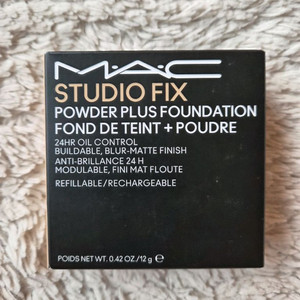 MAC
STUDIO FIX
POWDER PLUS FOUNDATION
FOND DE TEINT + POUDRE
24HR OIL CONTROL
BUILDABLE, BLUR-MATTE FINISH
ANTI-BRILLANCE 24 H
MODULABLE, FINI MAT FLOUTE
REFILLABLE/RECHARGEABLE
POIDS NET WT. 0.42 OZ./12 g ℮